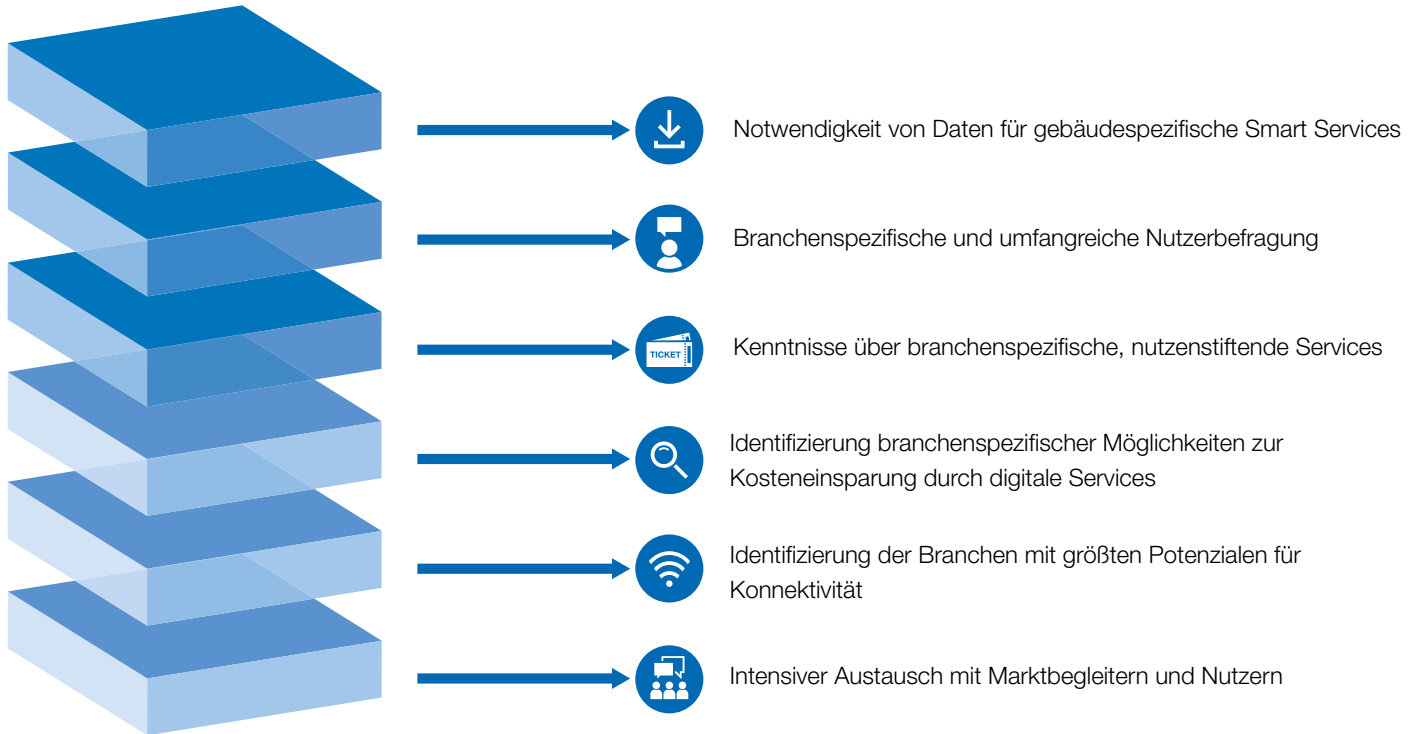 Notwendigkeit von Daten für gebäudespezifische Smart Services
Branchenspezifische und umfangreiche Nutzerbefragung
TICKET
Kenntnisse über branchenspezifische, nutzenstiftende Services
Identifizierung branchenspezifischer Möglichkeiten zur
Kosteneinsparung durch digitale Services
Identifizierung der Branchen mit größten Potenzialen für
Konnektivität
Intensiver Austausch mit Marktbegleitern und Nutzern